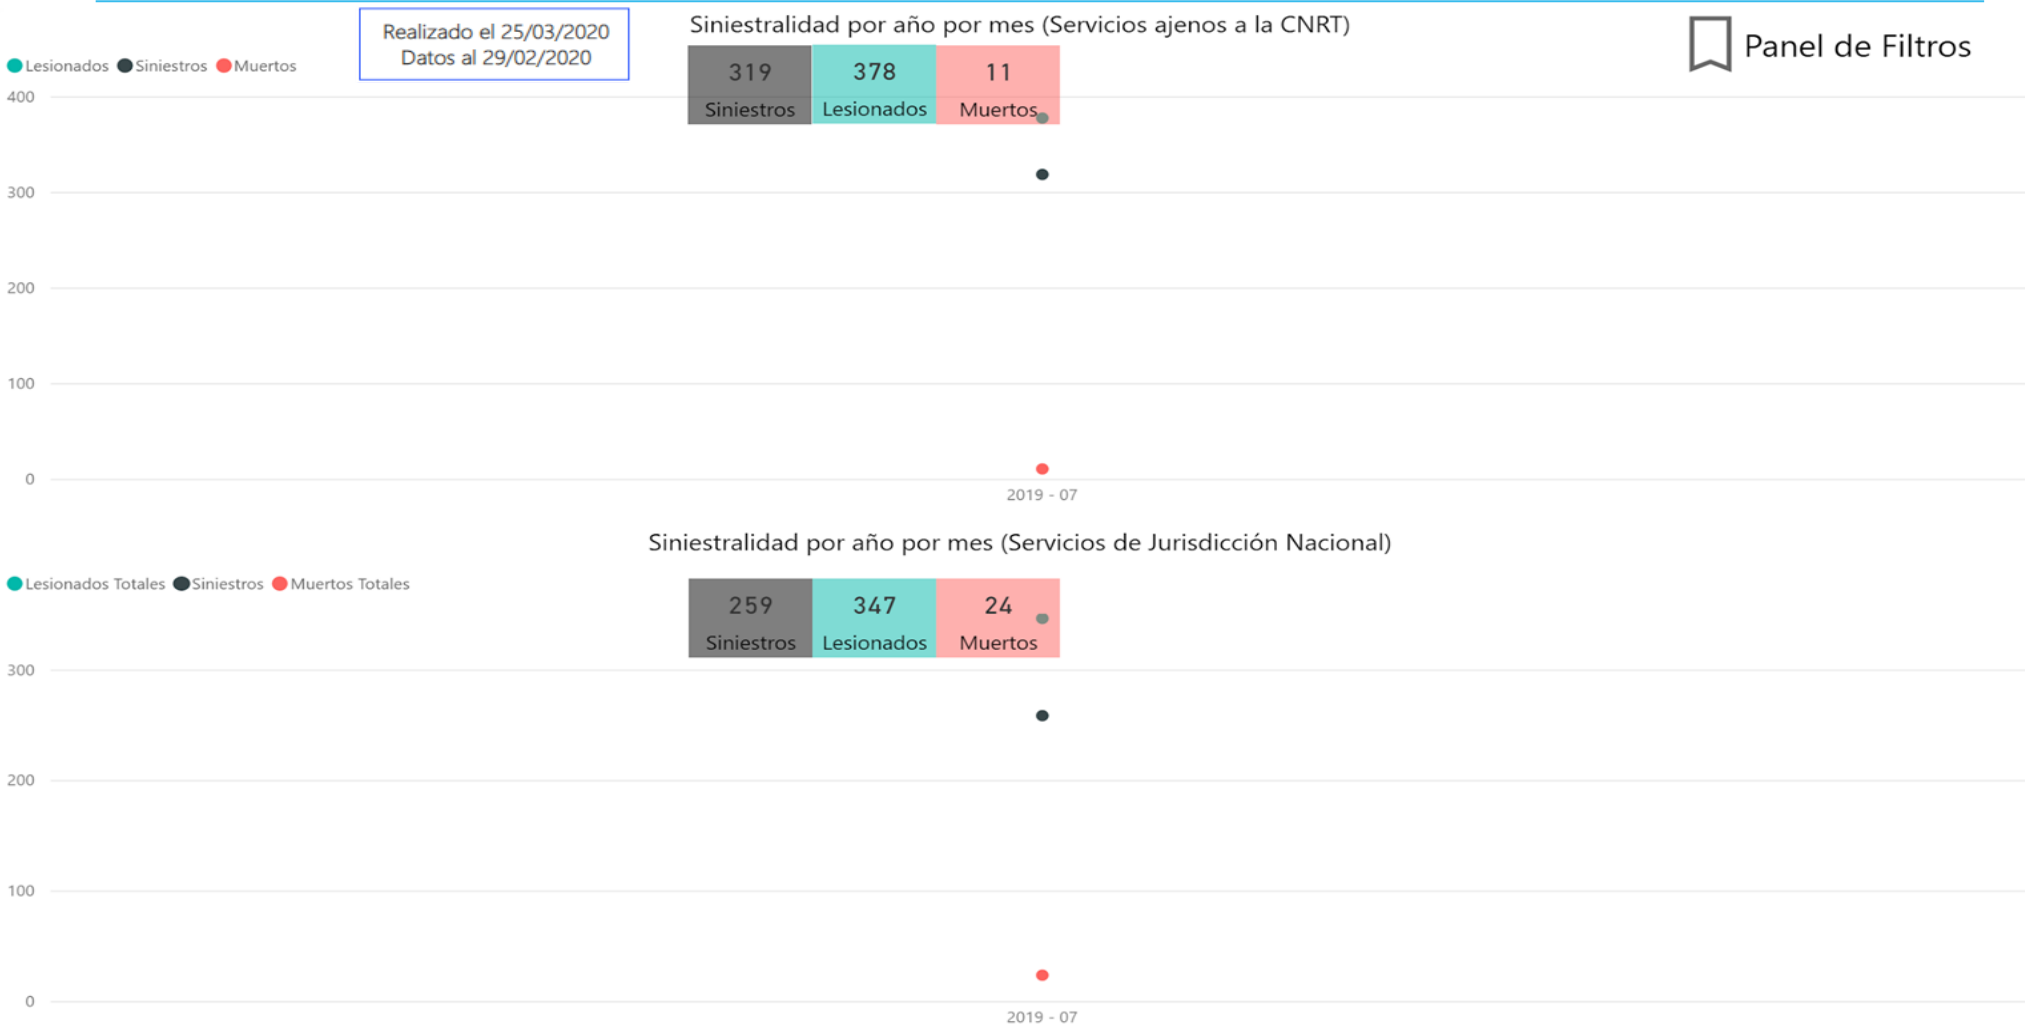 Realizado el 25/03/2020
Datos al 29/02/2020
Siniestralidad por año por mes (Servicios ajenos a la CNRT)
Panel de Filtros
Lesionados Siniestros Muertos
319 378 11
Siniestros Lesionados Muertos
400
300
200
100
0
2019 - 07
Siniestralidad por año por mes (Servicios de Jurisdicción Nacional)
Lesionados Totales Siniestros Muertos Totales
259 347 24
Siniestros Lesionados Muertos
300
200
100
0
2019 - 07